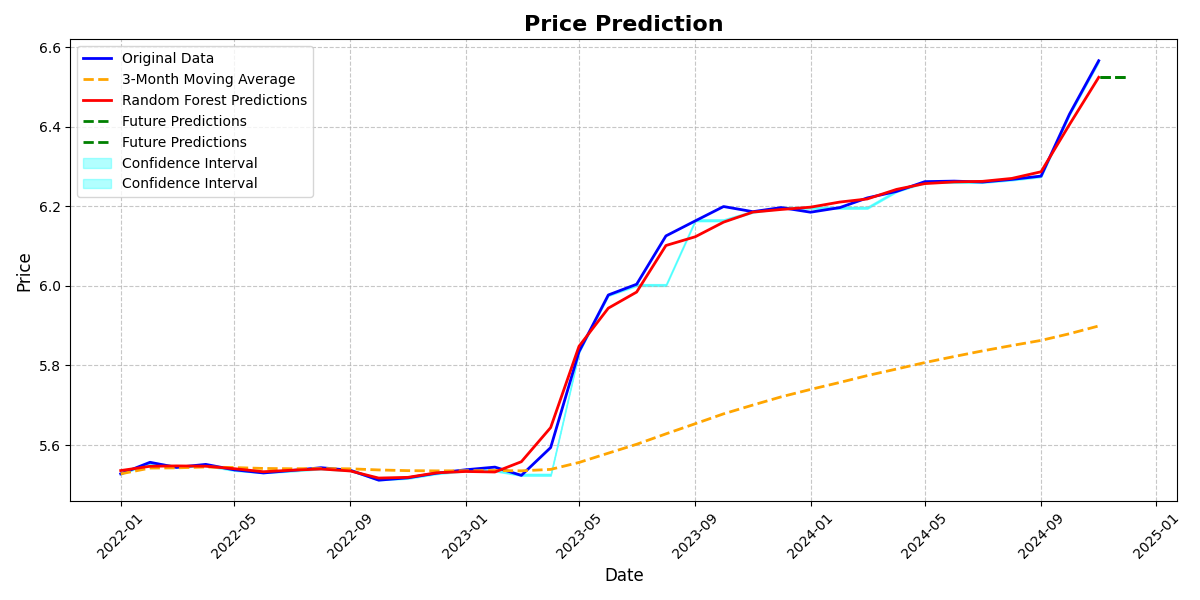 Price Prediction
6.6
6.4
6.2
6.0
5.8
5.6
Price
Original Data
3-Month Moving Average
Random Forest Predictions
Future Predictions
Future Predictions
Confidence Interval
Confidence Interval
2022-01
2022-05
2022-09
2023-01
2023-05
2023-09
2024-01
2024-05
2024-09
2025-01
Date